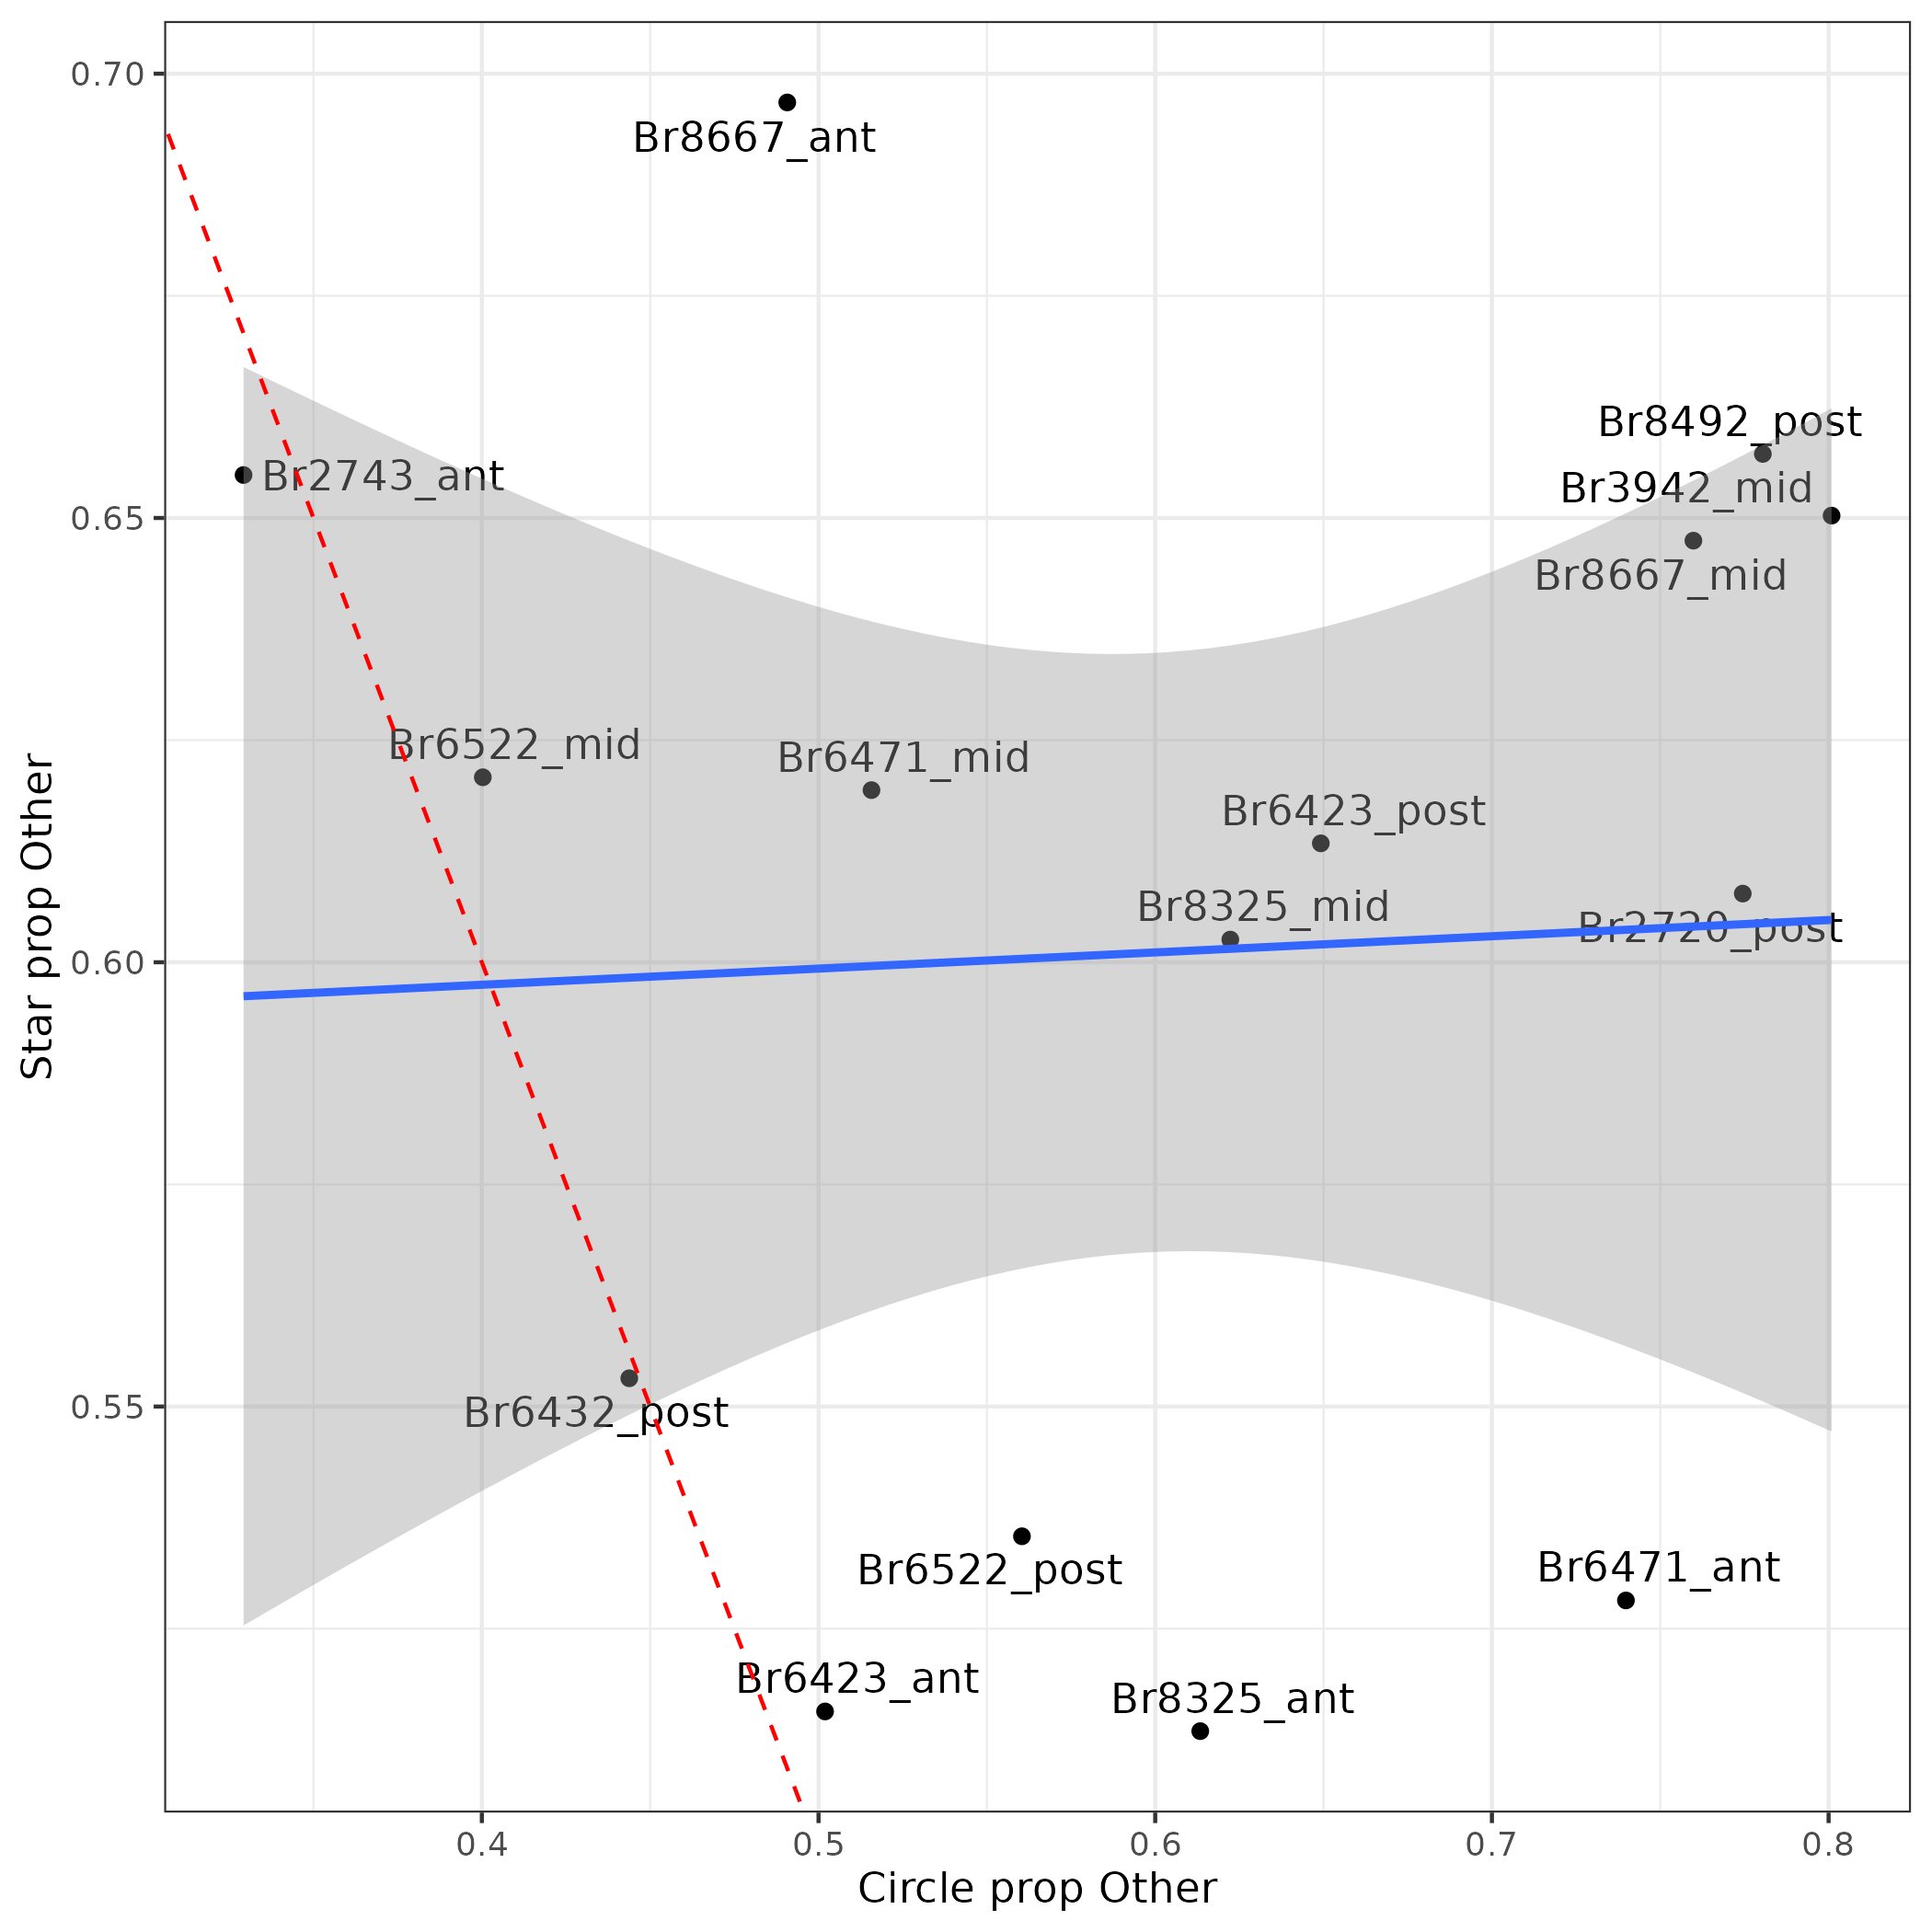 0.70
Br8667_ant
Br8492_post
Br2743_ant
Br3942_mid
0.65
Br8667_mid
Br6522_mid
Br6471_mid
Br6423_post
Br8325_mid
Br2720_post
0.60
Star prop Other
0.55
Br6432_post
Br6522_post
Br6471_ant
Br6423_ant
Br8325_ant
0.4
0.5
0.6
0.7
0.8
Circle prop Other